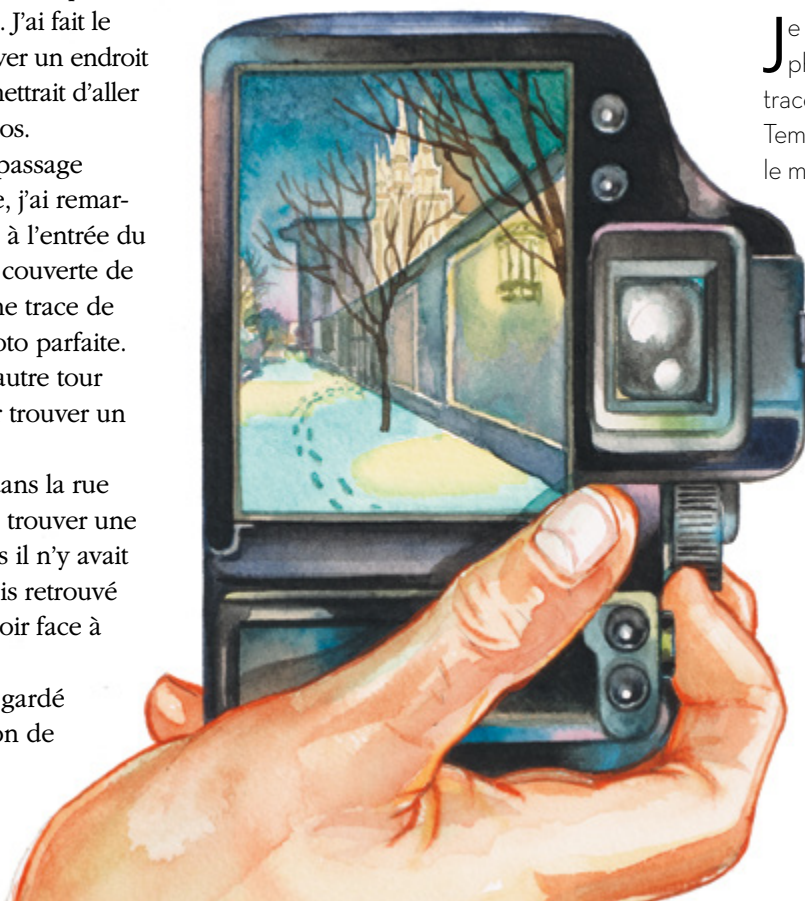 . J'ai fait le
ver un endroit
mettrait d'aller
os.
passage
e, j'ai remar-
à l'entrée du
couverte de
ne trace de
oto parfaite.
autre tour
r trouver un
ans la rue
trouver une
s il n'y avait
is retrouvé
oir face à
gardé
on de
Je
pl
trace
Tem
le m